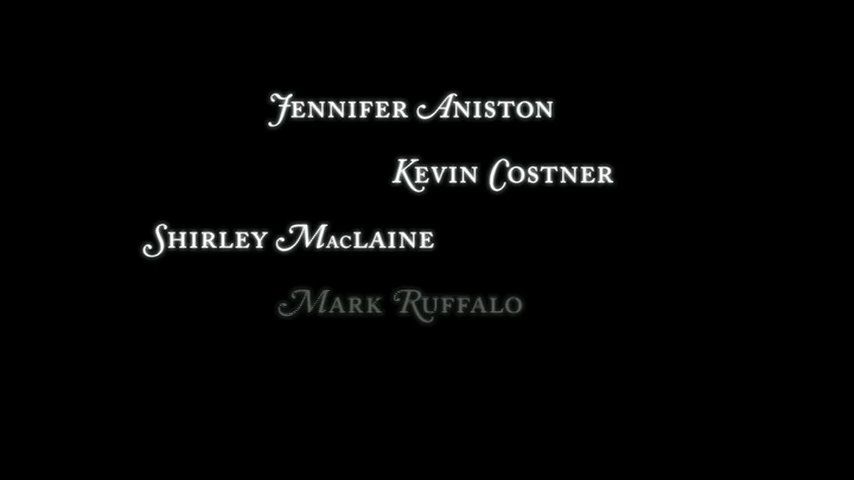 Jennifer Aniston
Kevin Costner
Shirley MacLaine
Mark Ruffalo